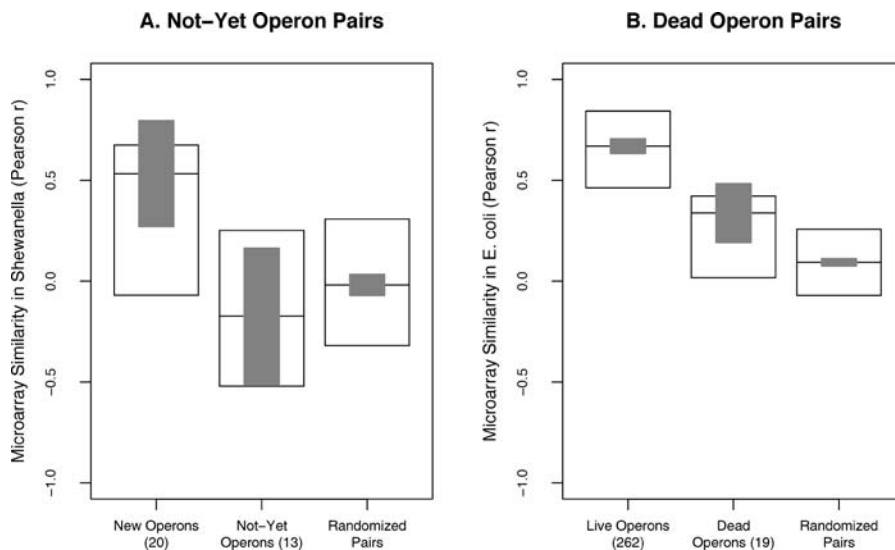 A. Not–Yet Operon Pairs
Microarray Similarity in Shewanella (Pearson r)
1.0
0.5
0.0
−0.5
−1.0
New Operons
(20)
Not–Yet
Operons (13)
Randomized
Pairs
B. Dead Operon Pairs
Microarray Similarity in E. coli (Pearson r)
1.0
0.5
0.0
−0.5
−1.0
Live Operons
(262)
Dead
Operons (19)
Randomized
Pairs